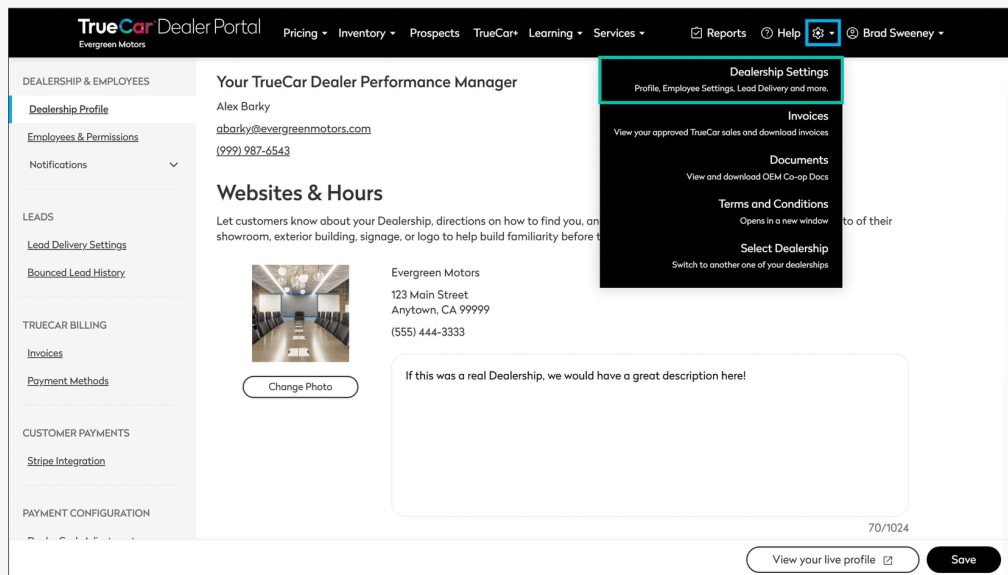 TrueCar Dealer Portal
Evergreen Motors
Pricing
Inventory
Prospects
TrueCar+
Learning
Services
Reports
Help
Brad Sweeney
Dealership Settings
Profile, Employee Settings, Lead Delivery and more.
Invoices
View your approved TrueCar sales and download invoices
Documents
View and download OEM Co-op Docs
Terms and Conditions
Opens in a new window
Select Dealership
Switch to another one of your dealerships
DEALERSHIP & EMPLOYEES
Dealership Profile
Employees & Permissions
Notifications
LEADS
Lead Delivery Settings
Bounced Lead History
TRUECAR BILLING
Invoices
Payment Methods
CUSTOMER PAYMENTS
Stripe Integration
PAYMENT CONFIGURATION
Your TrueCar Dealer Performance Manager
Alex Barky
abarky@evergreenmotors.com
(999) 987-6543
Websites & Hours
Let customers know about your Dealership, directions on how to find you, an to of their
showroom, exterior building, signage, or logo to help build familiarity before
Evergreen Motors
123 Main Street
Anytown, CA 99999
(555) 444-3333
Change Photo
If this was a real Dealership, we would have a great description here!
70/1024
View your live profile
Save